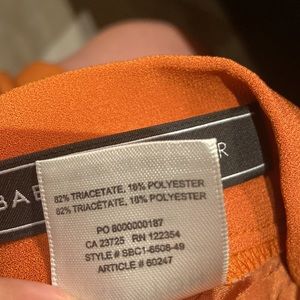 BAB
R
82% TRIACETATE, 18% POLYESTER
82% TRIACÉTATE, 18% POLYESTER
PO 8000000187
CA 23725 RN 122354
STYLE # SBC1-6508-49
ARTICLE # 60247